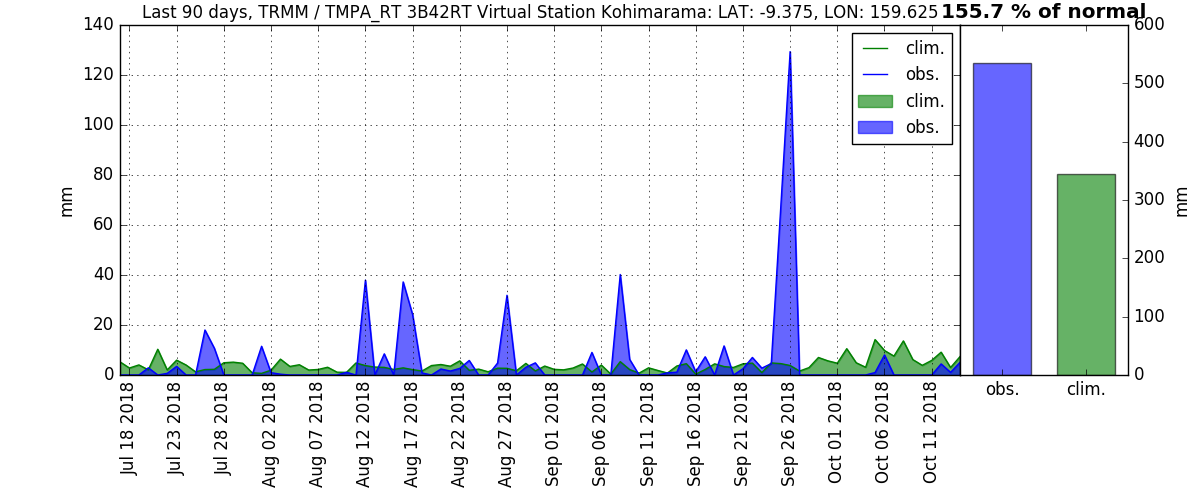 Last 90 days, TRMM / TMPA_RT 3B42RT Virtual Station Kohimarama: LAT: -9.375, LON: 159.625 155.7 % of normal
140
120
100
80
60
40
20
0
mm
clim.
obs.
clim.
obs.
600
500
400
300
200
100
0
mm
Jul 18 2018
Jul 23 2018
Jul 28 2018
Aug 02 2018
Aug 07 2018
Aug 12 2018
Aug 17 2018
Aug 22 2018
Aug 27 2018
Sep 01 2018
Sep 06 2018
Sep 11 2018
Sep 16 2018
Sep 21 2018
Sep 26 2018
Oct 01 2018
Oct 06 2018
Oct 11 2018
obs.
clim.